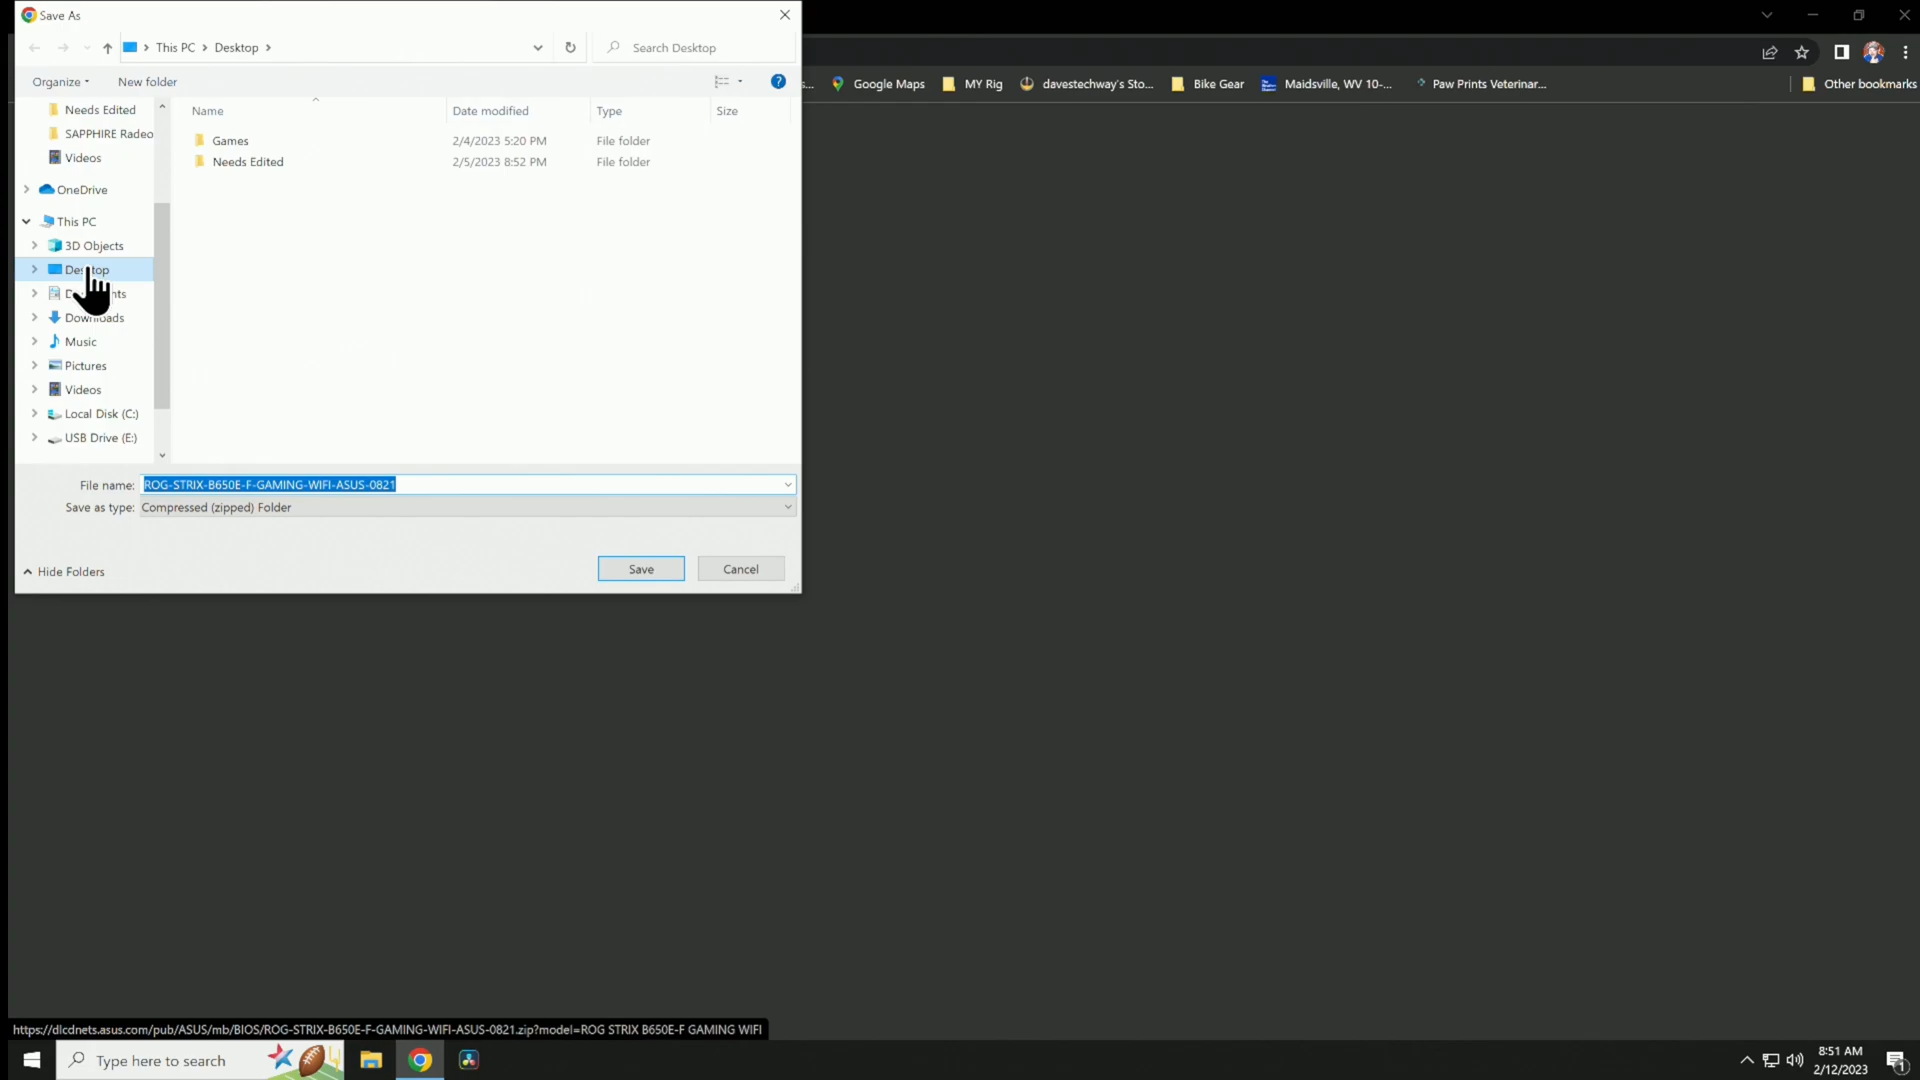 Save As
This PC > Desktop >
Search Desktop
Organize
New folder
s...
Google Maps
MY Rig
davestechway's Sto...
Bike Gear
Maidsville, WV 10-...
Paw Prints Veterinar...
Other bookmarks
Needs Edited
SAPPHIRE Radeo
Videos
OneDrive
This PC
3D Objects
Desktop
Downloads
Music
Pictures
Videos
Local Disk (C:)
USB Drive (E:)
Name
Date modified
Type
Size
Games
2/4/2023 5:20 PM
File folder
Needs Edited
2/5/2023 8:52 PM
File folder
File name: ROG-STRIX-B650E-F-GAMING-WIFI-ASUS-0821
Save as type: Compressed (zipped) Folder
Hide Folders
Save
Cancel
https://dlcdnets.asus.com/pub/ASUS/mb/BIOS/ROG-STRIX-B650E-F-GAMING-WIFI-ASUS-0821.zip?model=ROG STRIX B650E-F GAMING WIFI
Type here to search
8:51 AM
2/12/2023
1